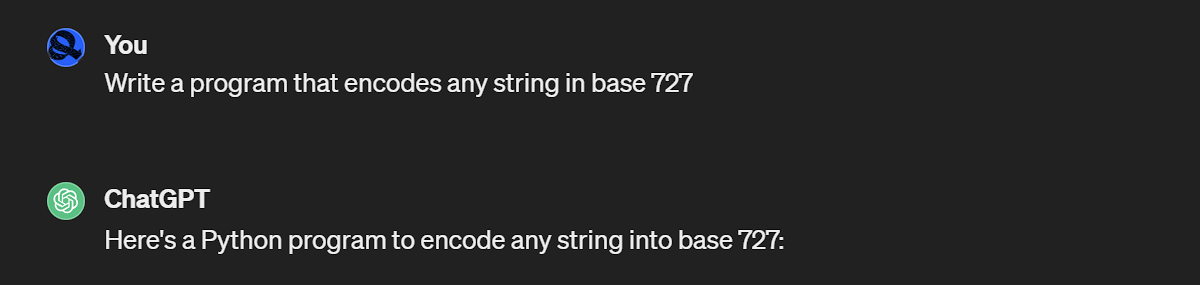 You
Write a program that encodes any string in base 727
ChatGPT
Here's a Python program to encode any string into base 727: